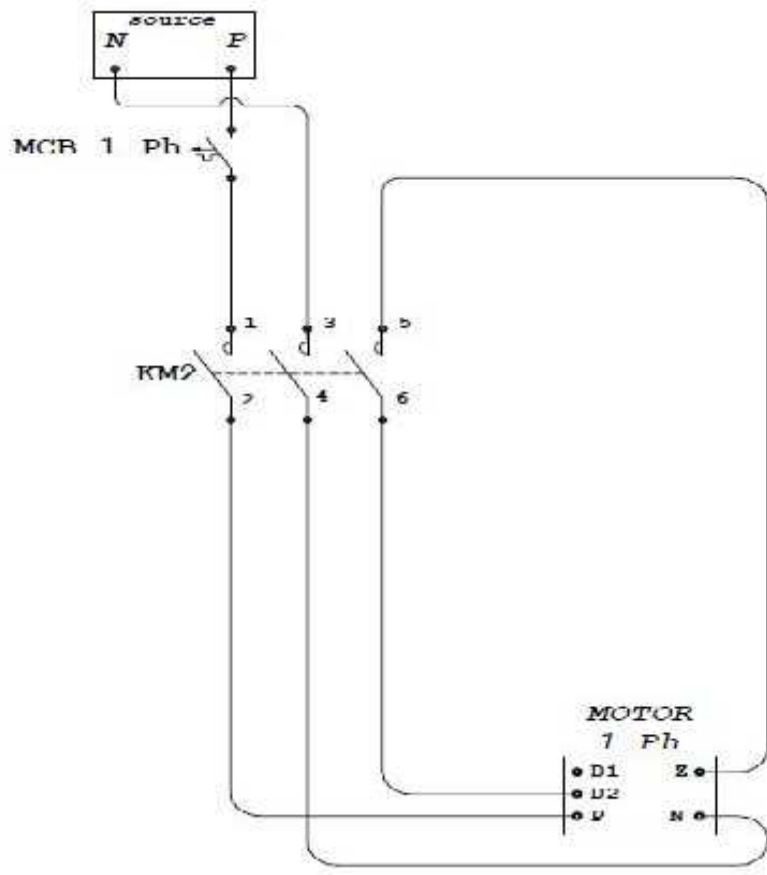 source
N P
MCB 1 Ph
1 3 5
KM2
2 4 6
MOTOR
1 Ph
D1 Z
D2
P N